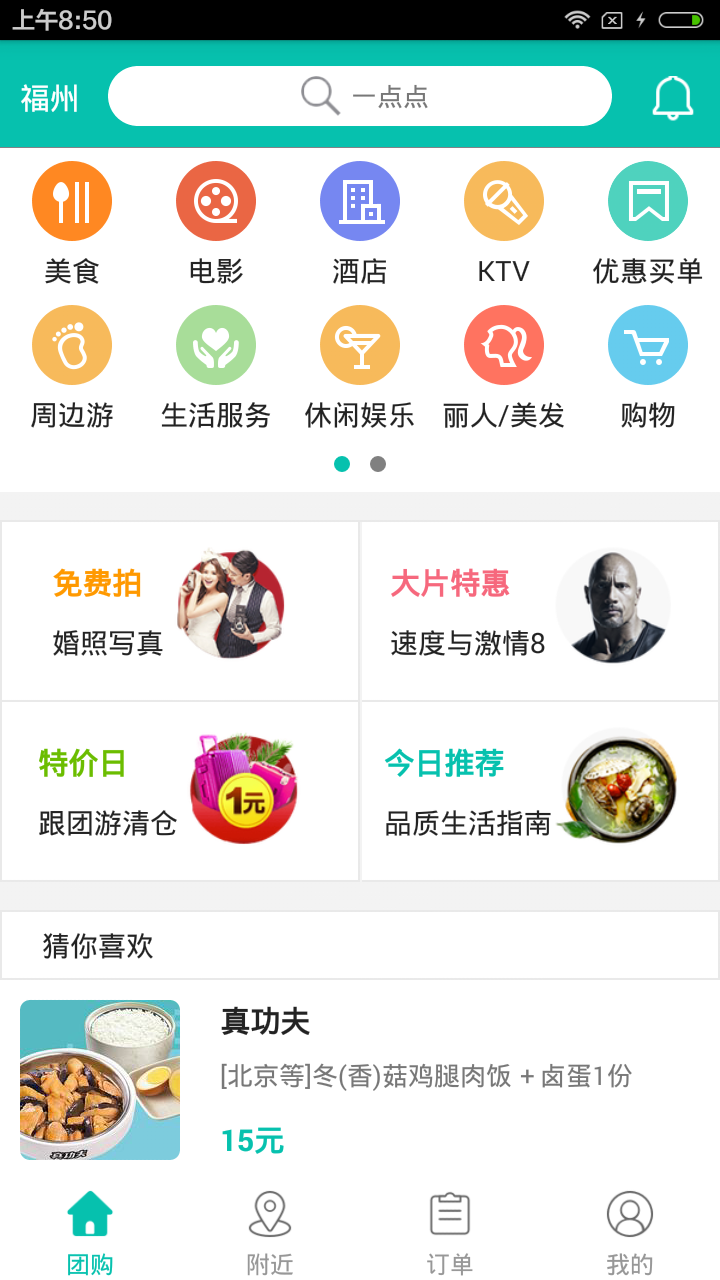 上午8:50
福州
一点点
美食
电影
酒店
KTV
优惠买单
周边游
生活服务
休闲娱乐
丽人/美发
购物
免费拍
婚照写真
大片特惠
速度与激情8
特价日
跟团游清仓
1元
今日推荐
品质生活指南
猜你喜欢
真功夫
[北京等]冬(香)菇鸡腿肉饭 + 卤蛋1份
15元
真功夫
团购
附近
订单
我的